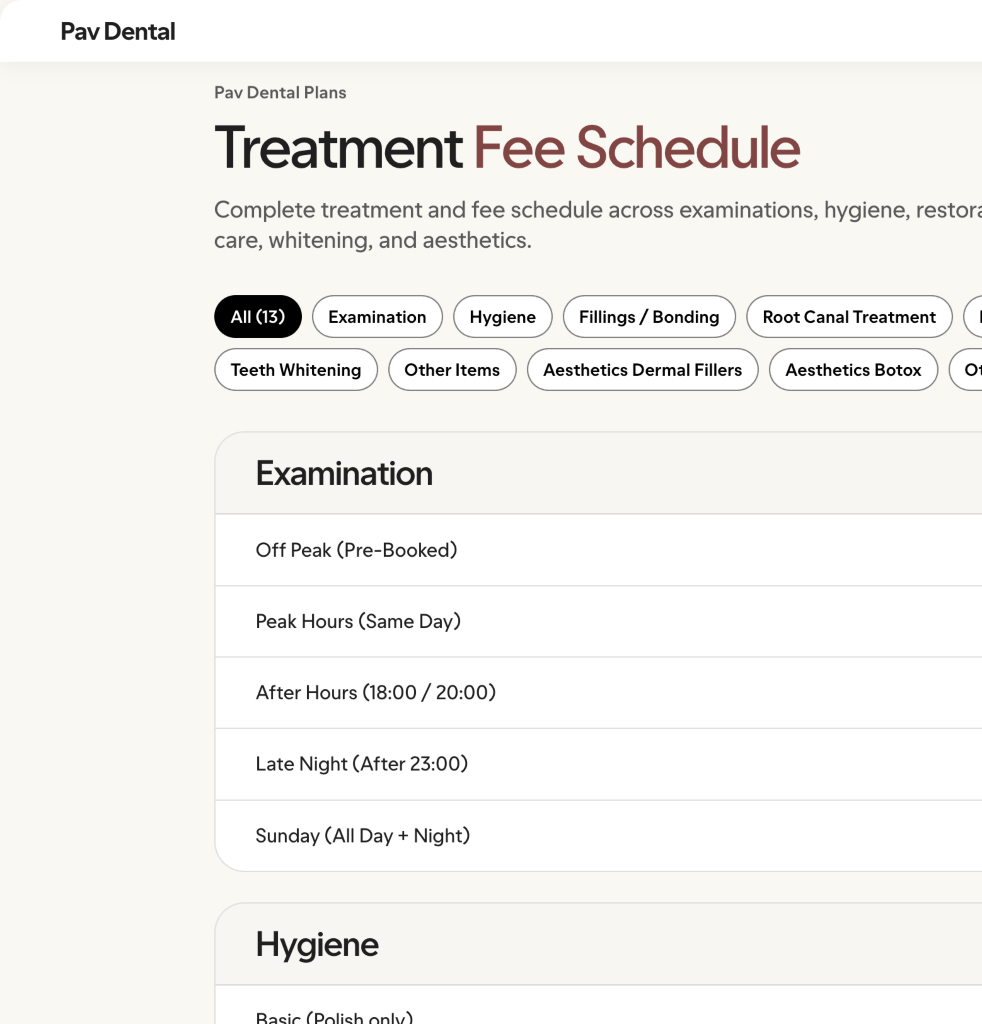 Pav Dental
Pav Dental Plans
Treatment Fee Schedule
Complete treatment and fee schedule across examinations, hygiene,
care, whitening, and aesthetics.
All (13) Examination Hygiene Fillings / Bonding Root Canal Treatment
Teeth Whitening Other Items Aesthetics Dermal Fillers Aesthetics Botox
Examination
Off Peak (Pre-Booked)
Peak Hours (Same Day)
After Hours (18:00 / 20:00)
Late Night (After 23:00)
Sunday (All Day + Night)
Hygiene
Basic (Polish only)